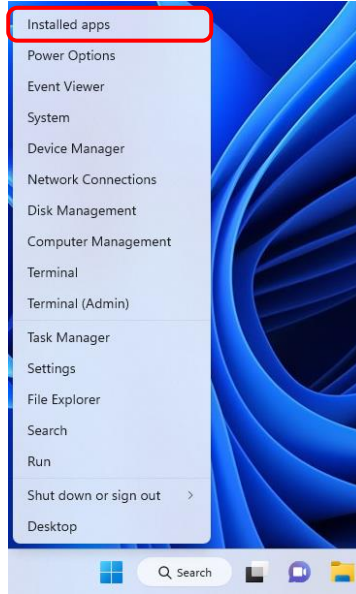 Installed apps
Power Options
Event Viewer
System
Device Manager
Network Connections
Disk Management
Computer Management
Terminal
Terminal (Admin)
Task Manager
Settings
File Explorer
Search
Run
Shut down or sign out
Desktop
Search